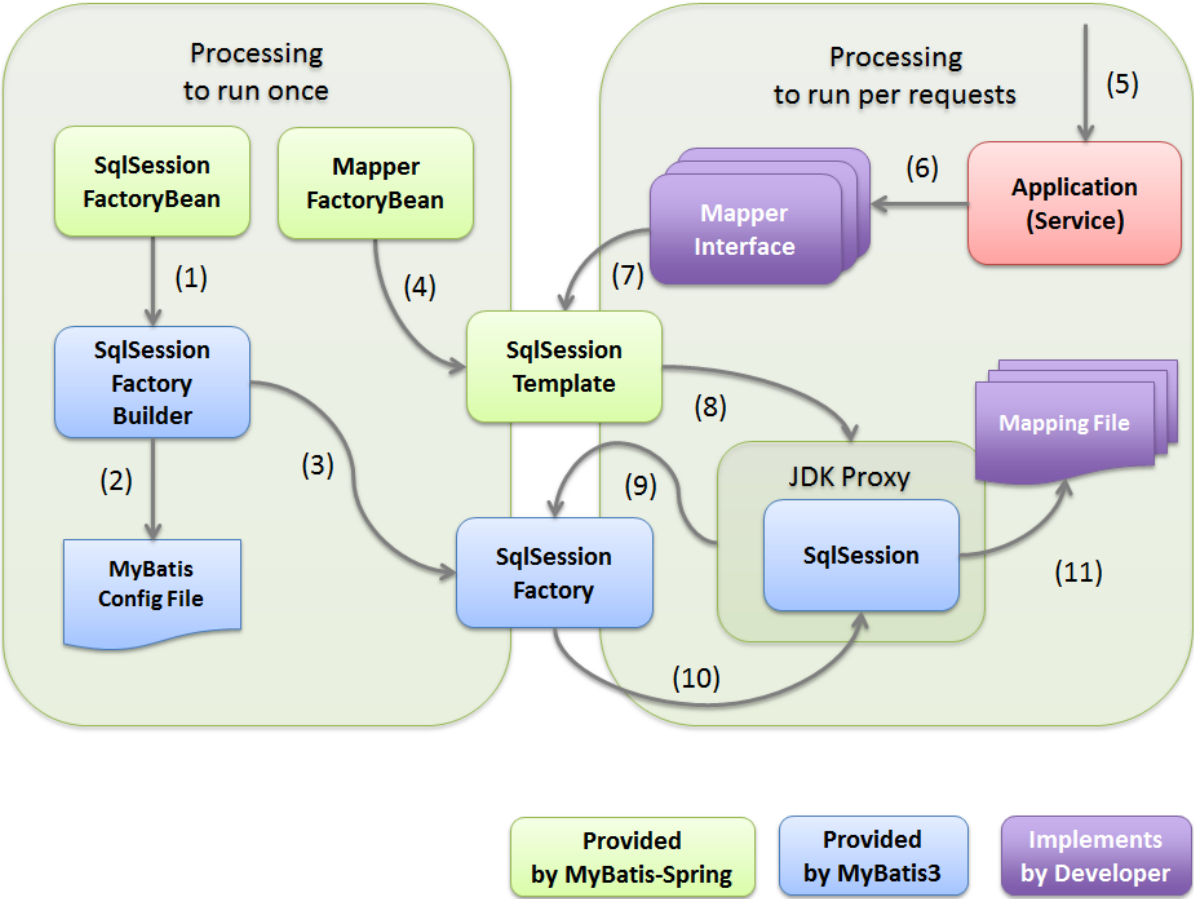 Processing
to run once
SqlSession
FactoryBean
Mapper
FactoryBean
(1)
(4)
SqlSession
Factory
Builder
(2)
(3)
MyBatis
Config File
Processing
to run per requests
(5)
Application
(Service)
(6)
Mapper
Interface
(7)
SqlSession
Template
(8)
Mapping File
JDK Proxy
(9)
SqlSession
Factory
SqlSession
(11)
(10)
Provided
by MyBatis-Spring
Provided
by MyBatis3
Implements
by Developer